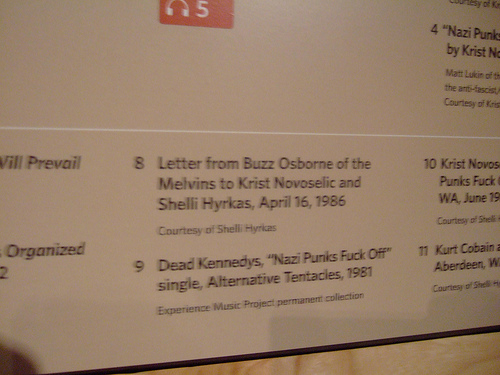 5
Courtesy of
4 "Nazi Punks
by Krist No
Matt Lukin of th
the anti-fascist,
Courtesy of Kris
Will Prevail
Organized
2
8 Letter from Buzz Osborne of the
Melvins to Krist Novoselic and
Shelli Hyrkas, April 16, 1986
Courtesy of Shelli Hyrkas
9 Dead Kennedys, "Nazi Punks Fuck Off"
single, Alternative Tentacles, 1981
Experience Music Project permanent collection
10 Krist Novos
Punks Fuck
WA, June 19
Courtesy of Shelli
11 Kurt Cobain a
Aberdeen, W
Courtesy of Shelli H